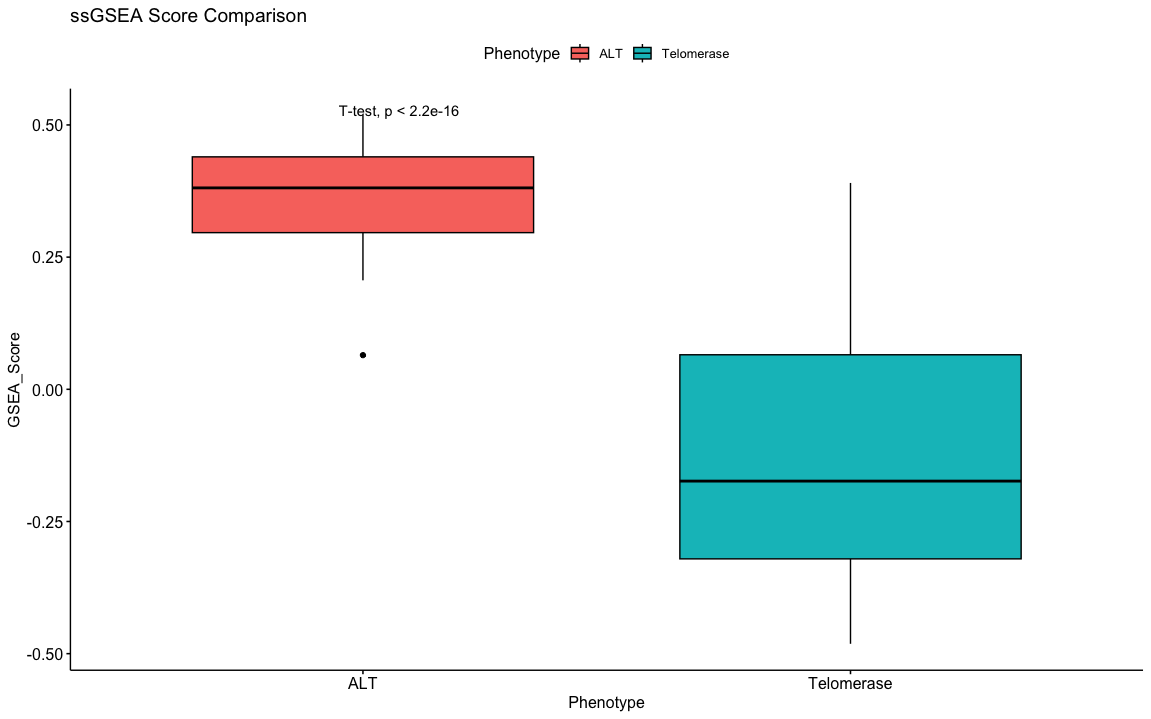 ssGSEA Score Comparison
Phenotype ALT Telomerase
T-test, p < 2.2e-16
GSEA_Score
0.50
0.25
0.00
-0.25
-0.50
ALT Telomerase
Phenotype